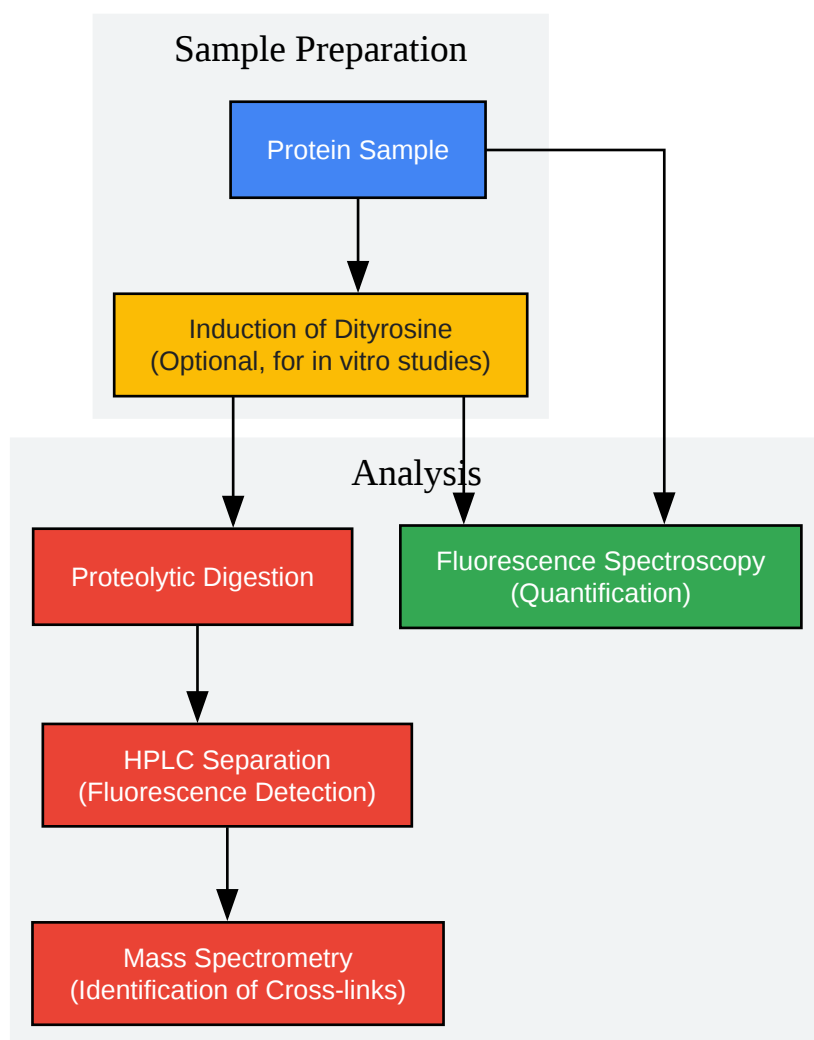 Sample Preparation
Protein Sample
Induction of Dityrosine
(Optional, for in vitro studies)
Analysis
Proteolytic Digestion
Fluorescence Spectroscopy
(Quantification)
HPLC Separation
(Fluorescence Detection)
Mass Spectrometry
(Identification of Cross-links)